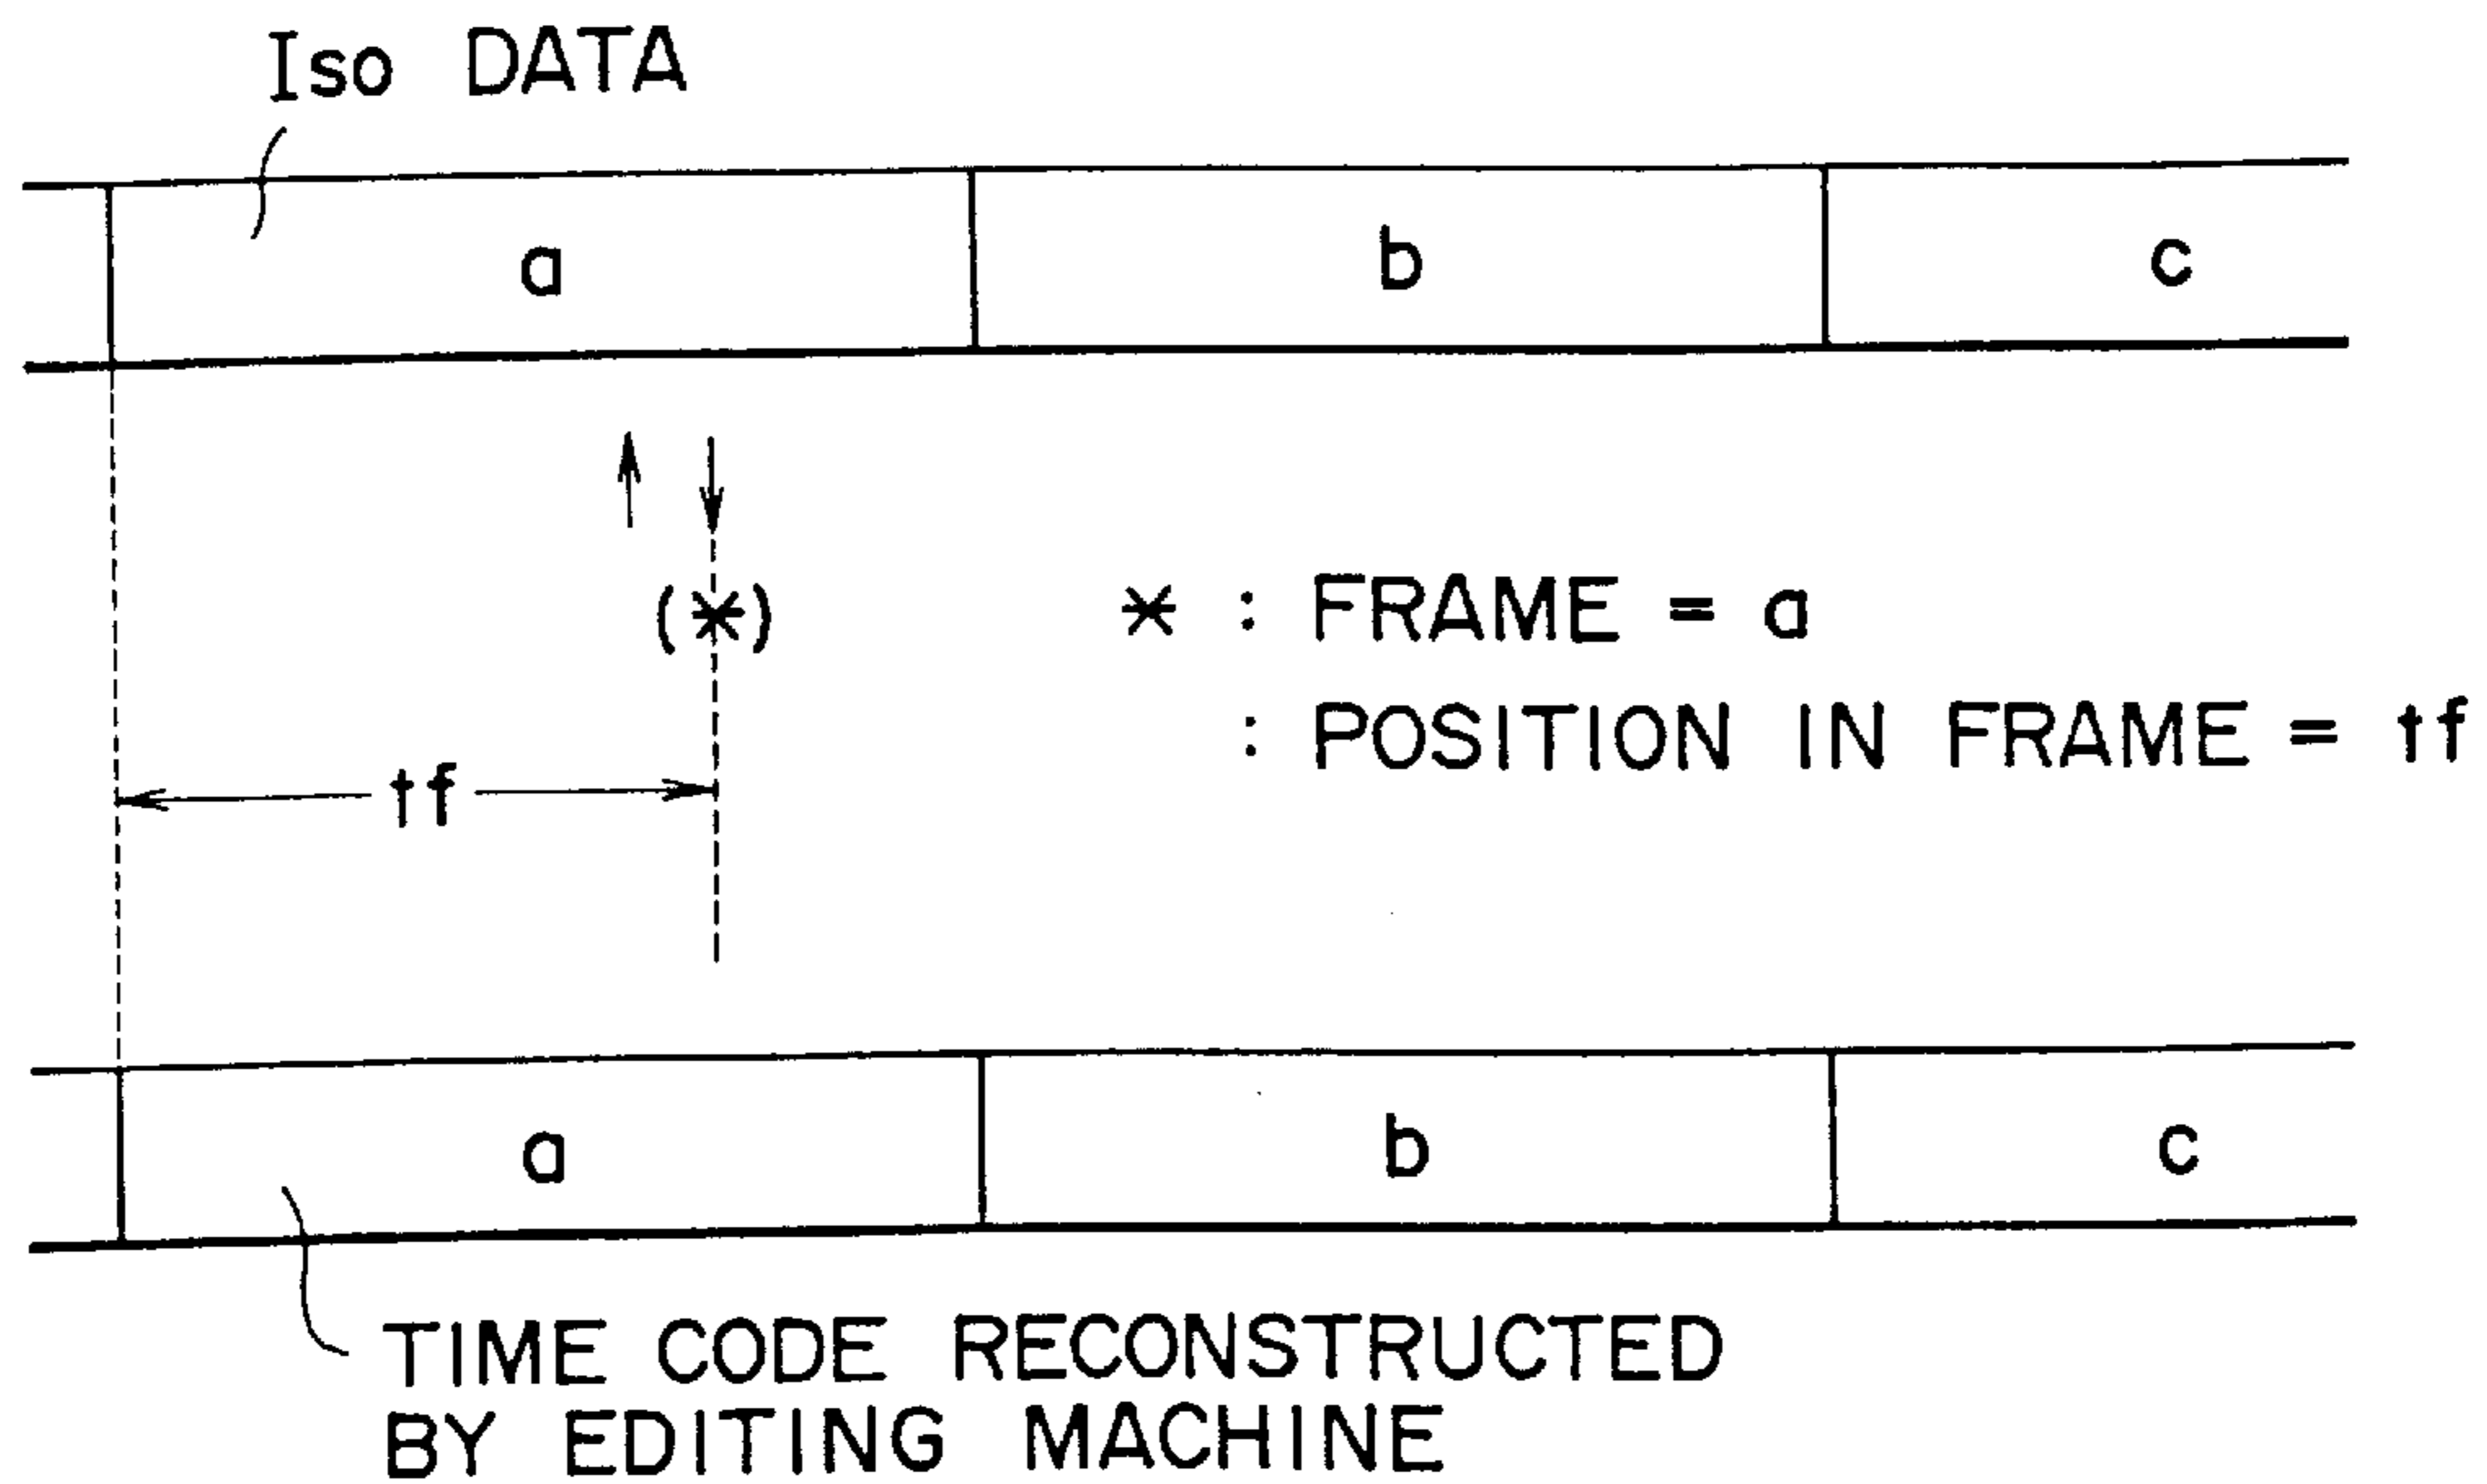 Iso DATA
a b c
(*) * : FRAME = a
: POSITION IN FRAME = tf
tf
a b c
TIME CODE RECONSTRUCTED
BY EDITING MACHINE